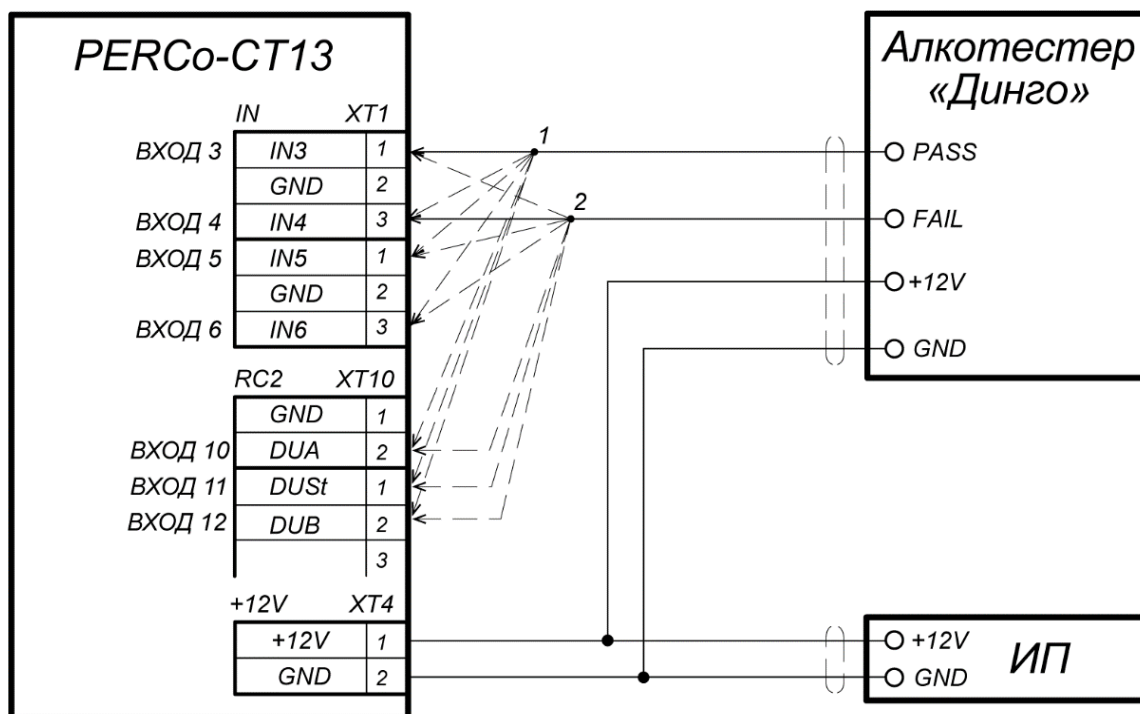 PERCo-CT13
IN XT1
ВХОД 3 IN3 1
GND 2
ВХОД 4 IN4 3
ВХОД 5 IN5 1
GND 2
ВХОД 6 IN6 3
RC2 XT10
GND 1
ВХОД 10 DUA 2
ВХОД 11 DUSt 1
ВХОД 12 DUB 2
3
+12V XT4
+12V 1
GND 2
1
2
Алкотестер
«Динго»
PASS
FAIL
+12V
GND
+12V
GND
ИП